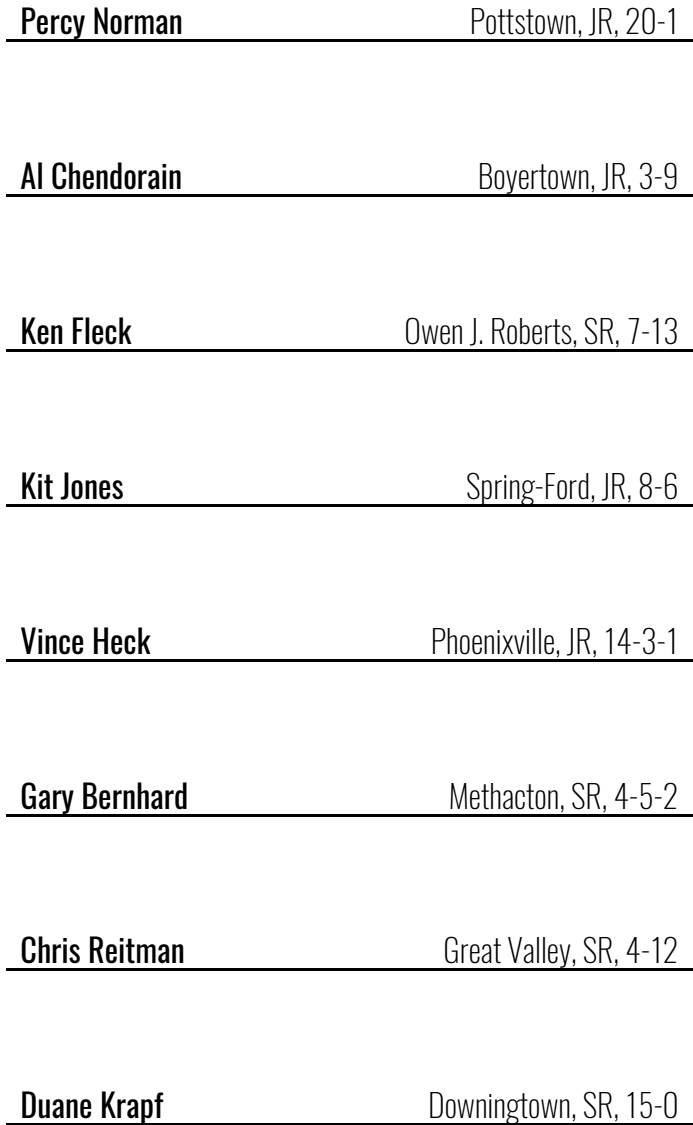 Percy Norman Pottstown, JR, 20-1
Al Chendorain Boyertown, JR, 3-9
Ken Fleck Owen J. Roberts, SR, 7-13
Kit Jones Spring-Ford, JR, 8-6
Vince Heck Phoenixville, JR, 14-3-1
Gary Bernhard Methacton, SR, 4-5-2
Chris Reitman Great Valley, SR, 4-12
Duane Krapf Downingtown, SR, 15-0